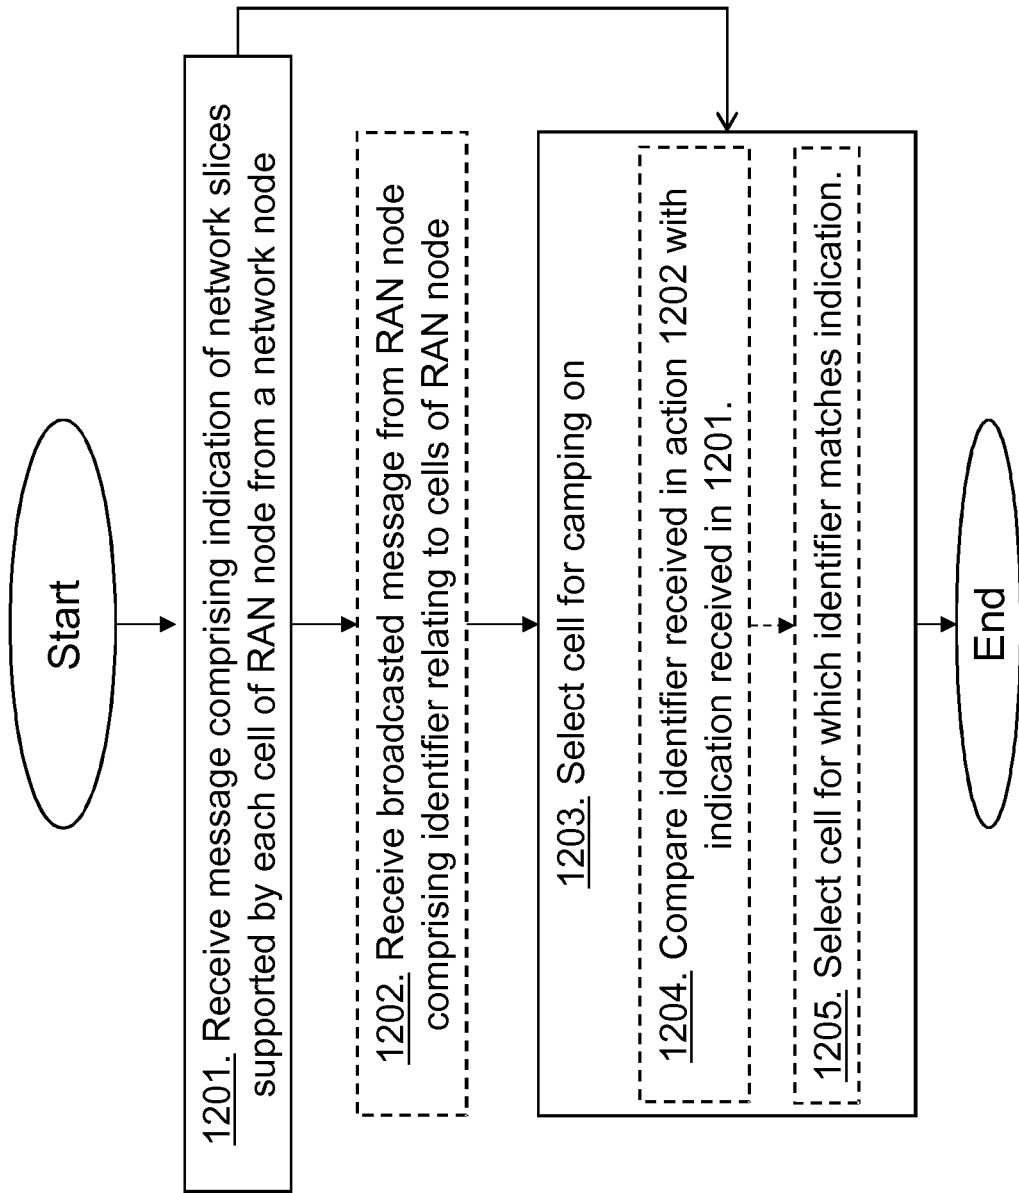 Start
1201. Receive message comprising indication of network slices
supported by each cell of RAN node from a network node
1202. Receive broadcasted message from RAN node
comprising identifier relating to cells of RAN node
1203. Select cell for camping on
1204. Compare identifier received in action 1202 with
indication received in 1201.
1205. Select cell for which identifier matches indication.
End